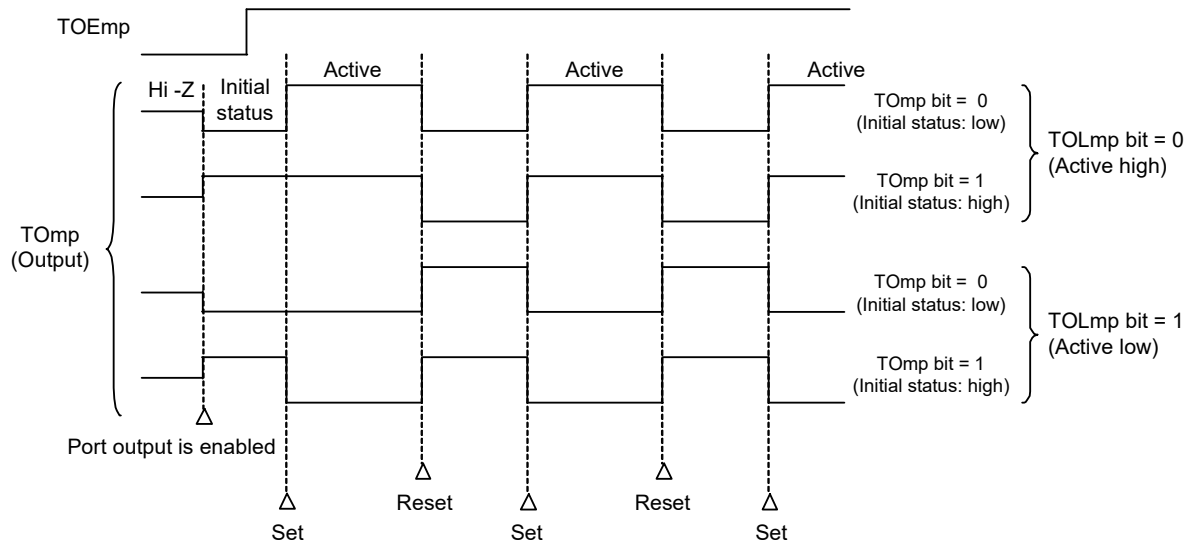 TOEmp
Hi -Z
Initial
status
Active
Active
Active
TOmp bit = 0
(Initial status: low)
TOmp bit = 1
(Initial status: high)
TOLmp bit = 0
(Active high)
TOmp
(Output)
TOmp bit = 0
(Initial status: low)
TOmp bit = 1
(Initial status: high)
TOLmp bit = 1
(Active low)
Port output is enabled
Set
Reset
Set
Reset
Set